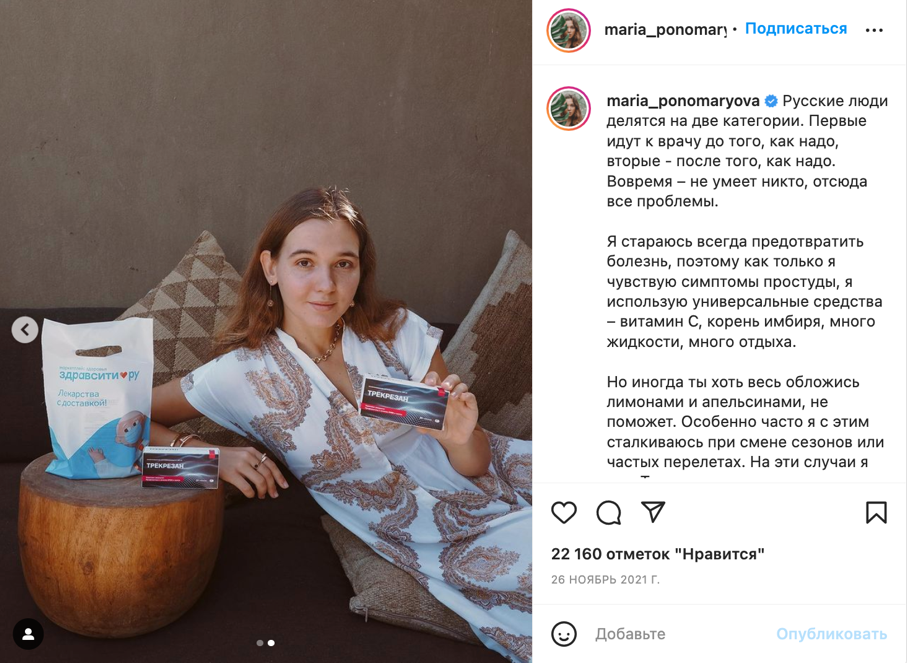 maria_ponomary
•
Подписаться
maria_ponomaryova Русские люди
делятся на две категории. Первые
идут к врачу до того, как надо,
вторые - после того, как надо.
Вовремя – не умеет никто, отсюда
все проблемы.
Я стараюсь всегда предотвратить
болезнь, поэтому как только я
чувствую симптомы простуды, я
использую универсальные средства
– витамин С, корень имбиря, много
жидкости, много отдыха.
Но иногда ты хоть весь обложись
лимонами и апельсинами, не
поможет. Особенно часто я с этим
сталкиваюсь при смене сезонов или
частых перелетах. На эти случаи я
22 160 отметок "Нравится"
26 НОЯБРЬ 2021 Г.
Добавьте
Опубликовать
здравсити ру
Лекарства
с доставкой!
ТРЕКРЕЗАН
ТРЕКРЕЗАН